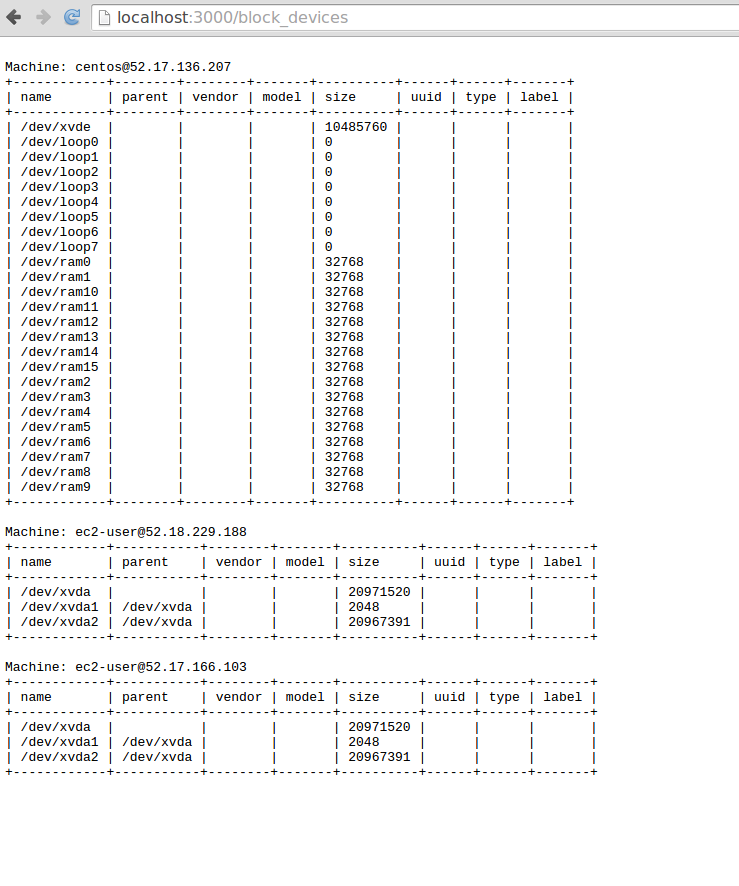 localhost:3000/block_devices
Machine: centos@52.17.136.207
+------------+--------+--------+-------+----------+------+------+-------+
| name       | parent | vendor | model | size     | uuid | type | label |
+------------+--------+--------+-------+----------+------+------+-------+
| /dev/xvde  |        |        |       | 10485760 |      |      |       |
| /dev/loop0 |        |        |       | 0        |      |      |       |
| /dev/loop1 |        |        |       | 0        |      |      |       |
| /dev/loop2 |        |        |       | 0        |      |      |       |
| /dev/loop3 |        |        |       | 0        |      |      |       |
| /dev/loop4 |        |        |       | 0        |      |      |       |
| /dev/loop5 |        |        |       | 0        |      |      |       |
| /dev/loop6 |        |        |       | 0        |      |      |       |
| /dev/loop7 |        |        |       | 0        |      |      |       |
| /dev/ram0  |        |        |       | 32768    |      |      |       |
| /dev/ram1  |        |        |       | 32768    |      |      |       |
| /dev/ram10 |        |        |       | 32768    |      |      |       |
| /dev/ram11 |        |        |       | 32768    |      |      |       |
| /dev/ram12 |        |        |       | 32768    |      |      |       |
| /dev/ram13 |        |        |       | 32768    |      |      |       |
| /dev/ram14 |        |        |       | 32768    |      |      |       |
| /dev/ram15 |        |        |       | 32768    |      |      |       |
| /dev/ram2  |        |        |       | 32768    |      |      |       |
| /dev/ram3  |        |        |       | 32768    |      |      |       |
| /dev/ram4  |        |        |       | 32768    |      |      |       |
| /dev/ram5  |        |        |       | 32768    |      |      |       |
| /dev/ram6  |        |        |       | 32768    |      |      |       |
| /dev/ram7  |        |        |       | 32768    |      |      |       |
| /dev/ram8  |        |        |       | 32768    |      |      |       |
| /dev/ram9  |        |        |       | 32768    |      |      |       |
+------------+--------+--------+-------+----------+------+------+-------+
Machine: ec2-user@52.18.229.188
+------------+-----------+--------+-------+----------+------+------+-------+
| name       | parent    | vendor | model | size     | uuid | type | label |
+------------+-----------+--------+-------+----------+------+------+-------+
| /dev/xvda  |           |        |       | 20971520 |      |      |       |
| /dev/xvda1 | /dev/xvda |        |       | 2048     |      |      |       |
| /dev/xvda2 | /dev/xvda |        |       | 20967391 |      |      |       |
+------------+-----------+--------+-------+----------+------+------+-------+
Machine: ec2-user@52.17.166.103
+------------+-----------+--------+-------+----------+------+------+-------+
| name       | parent    | vendor | model | size     | uuid | type | label |
+------------+-----------+--------+-------+----------+------+------+-------+
| /dev/xvda  |           |        |       | 20971520 |      |      |       |
| /dev/xvda1 | /dev/xvda |        |       | 2048     |      |      |       |
| /dev/xvda2 | /dev/xvda |        |       | 20967391 |      |      |       |
+------------+-----------+--------+-------+----------+------+------+-------+